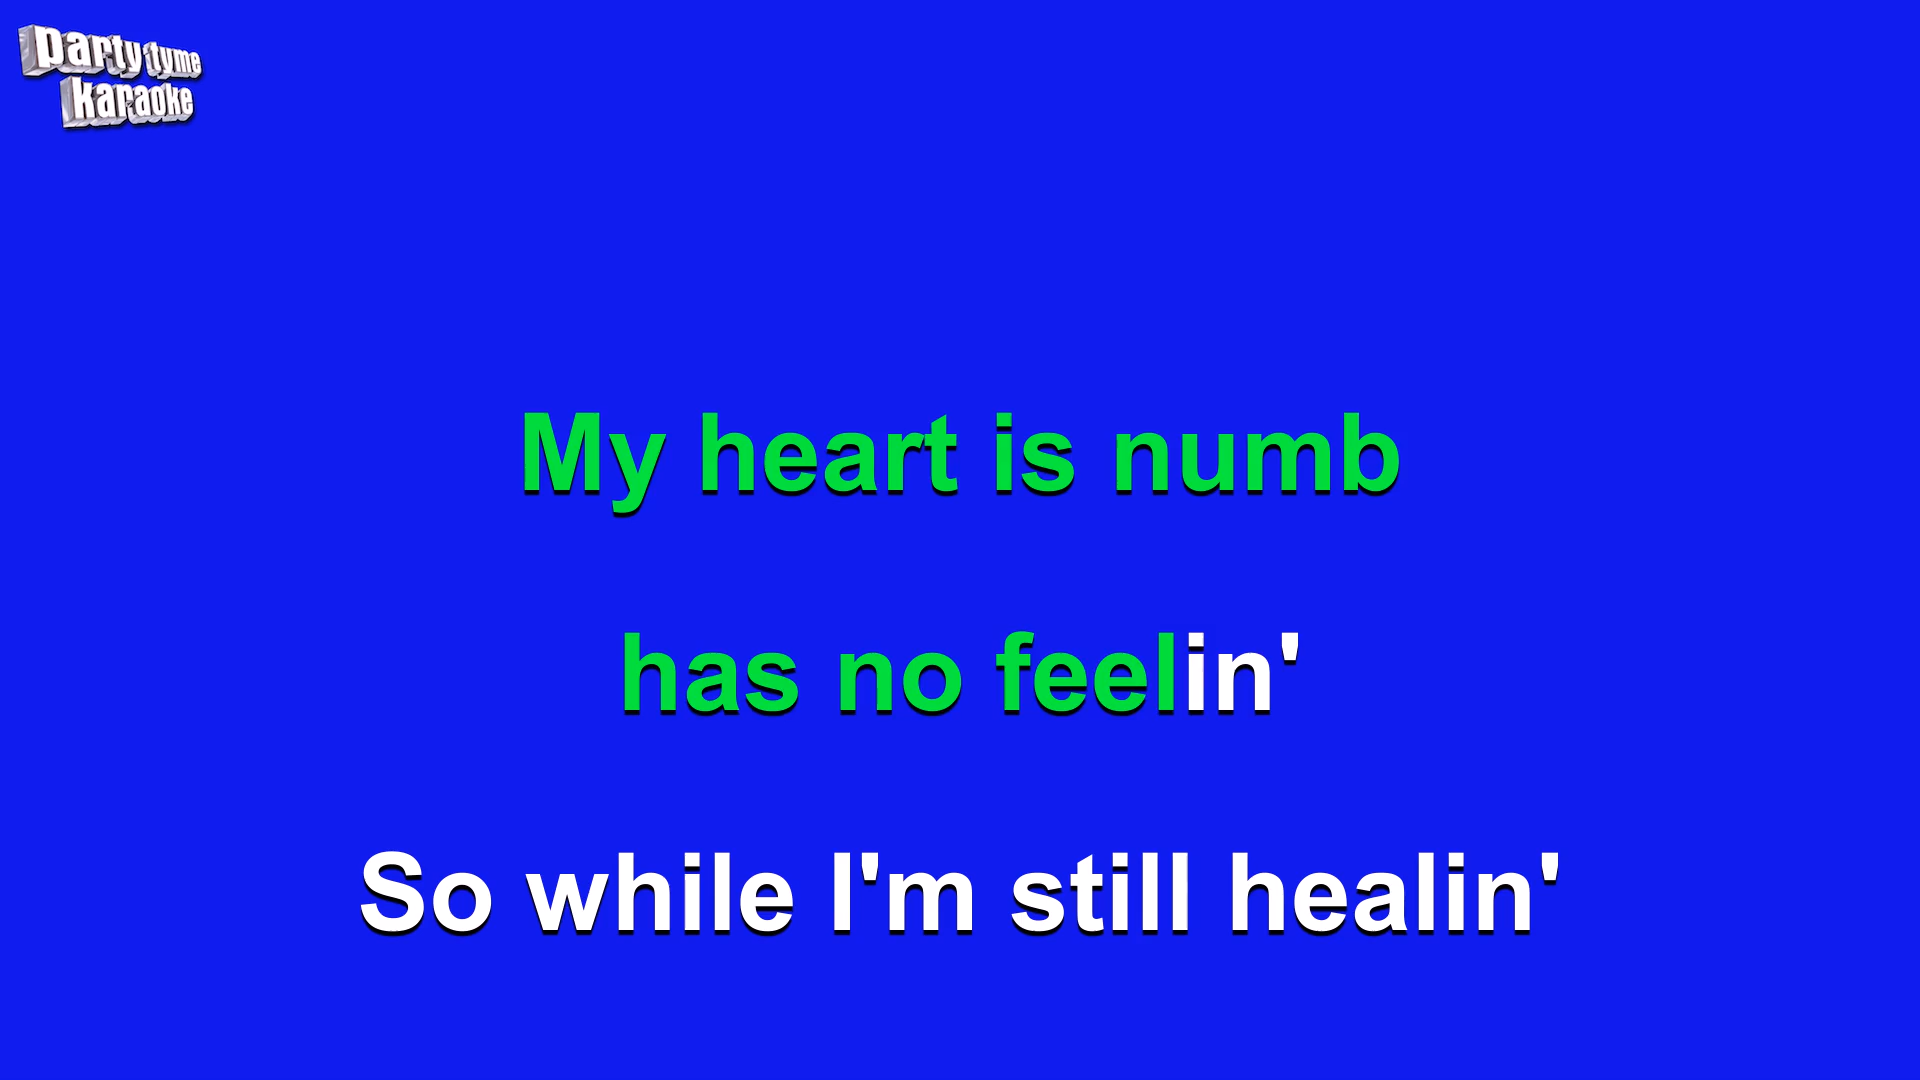 party tyme
karaoke
My heart is numb
has no feelin'
So while I'm still healin'